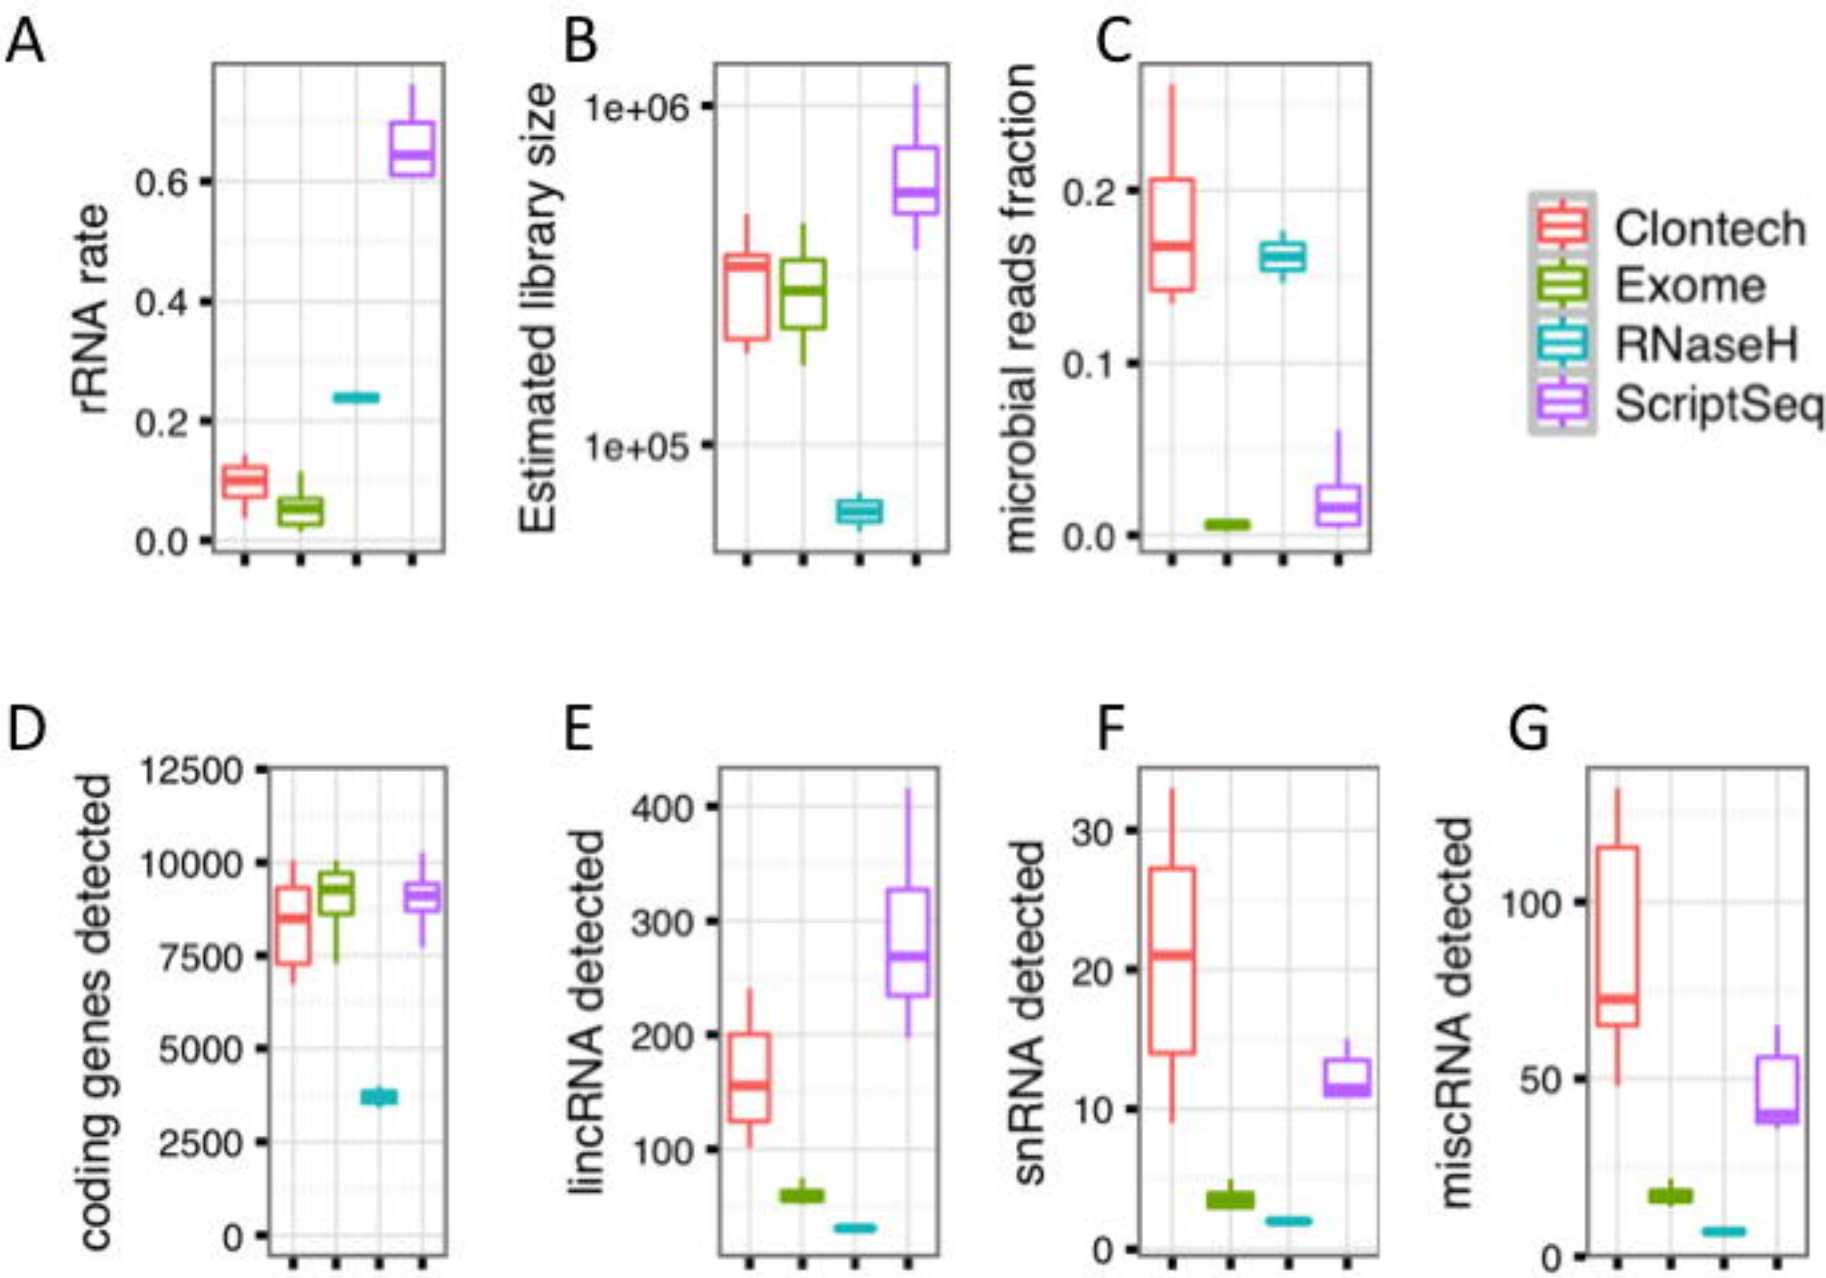 A
rRNA rate
0.6
0.4
0.2
0.0
B
Estimated library size
1e+06
1e+05
C
microbial reads fraction
0.2
0.1
0.0
Clontech
Exome
RNaseH
ScriptSeq
D
coding genes detected
12500
10000
7500
5000
2500
0
E
lincRNA detected
400
300
200
100
F
snRNA detected
30
20
10
0
G
miscRNA detected
100
50
0